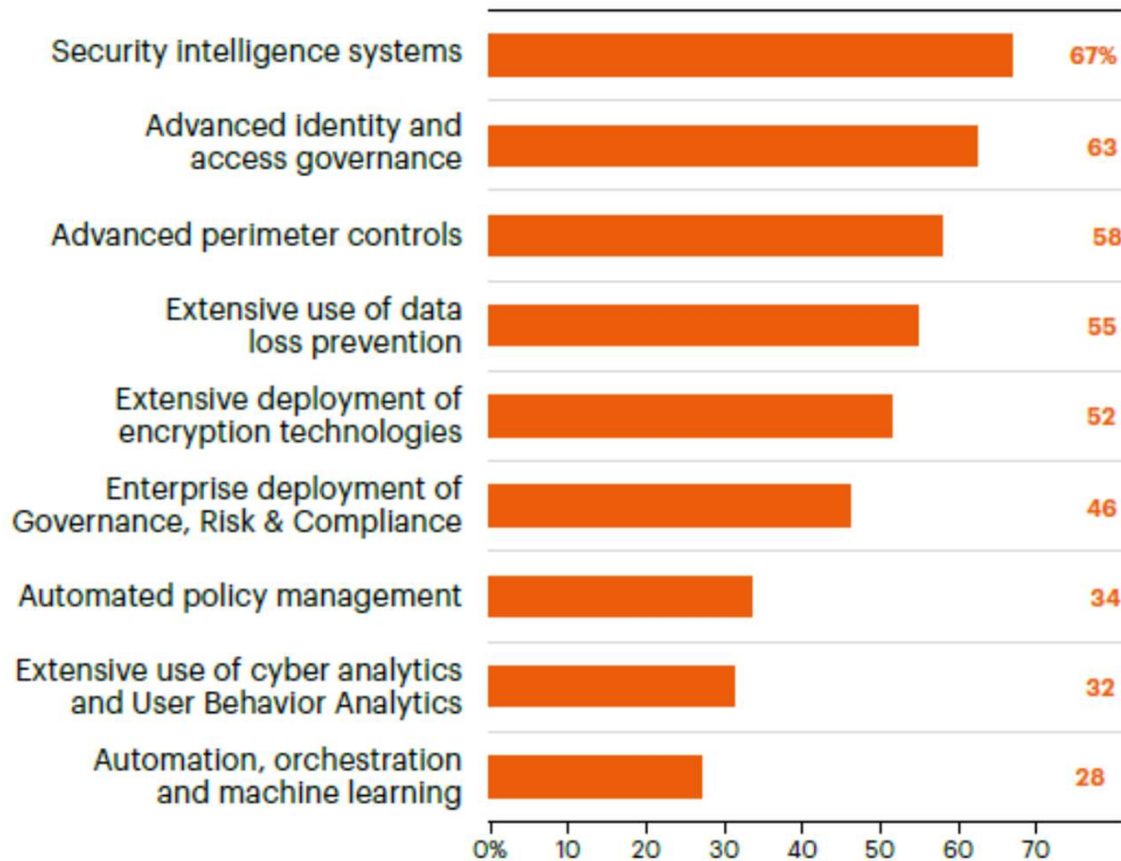 Security intelligence systems 67%
Advanced identity and
access governance 63
Advanced perimeter controls 58
Extensive use of data
loss prevention 55
Extensive deployment of
encryption technologies 52
Enterprise deployment of
Governance, Risk & Compliance 46
Automated policy management 34
Extensive use of cyber analytics
and User Behavior Analytics 32
Automation, orchestration
and machine learning 28
0% 10 20 30 40 50 60 70